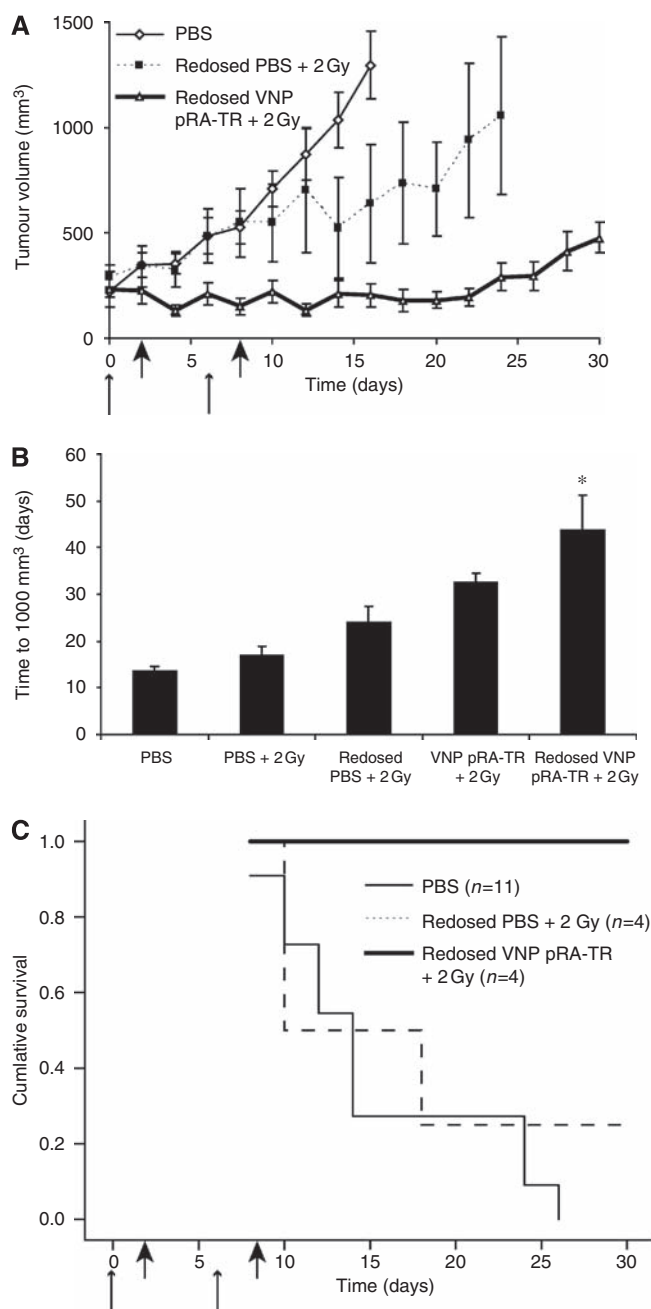 A
1500
1000
500
0
Tumour volume (mm³)
PBS
Redosed PBS + 2 Gy
Redosed VNP
pRA-TR + 2 Gy
0 5 10 15 20 25 30
Time (days)
B
60
50
40
30
20
10
0
Time to 1000 mm³ (days)
*
PBS
PBS + 2 Gy
Redosed
PBS + 2 Gy
VNP pRA-TR
+ 2 Gy
Redosed VNP
pRA-TR + 2 Gy
C
1.0
0.8
0.6
0.4
0.2
0.0
Cumlative survival
PBS (n=11)
Redosed PBS + 2 Gy (n=4)
Redosed VNP pRA-TR
+ 2 Gy (n=4)
0 5 10 15 20 25 30
Time (days)